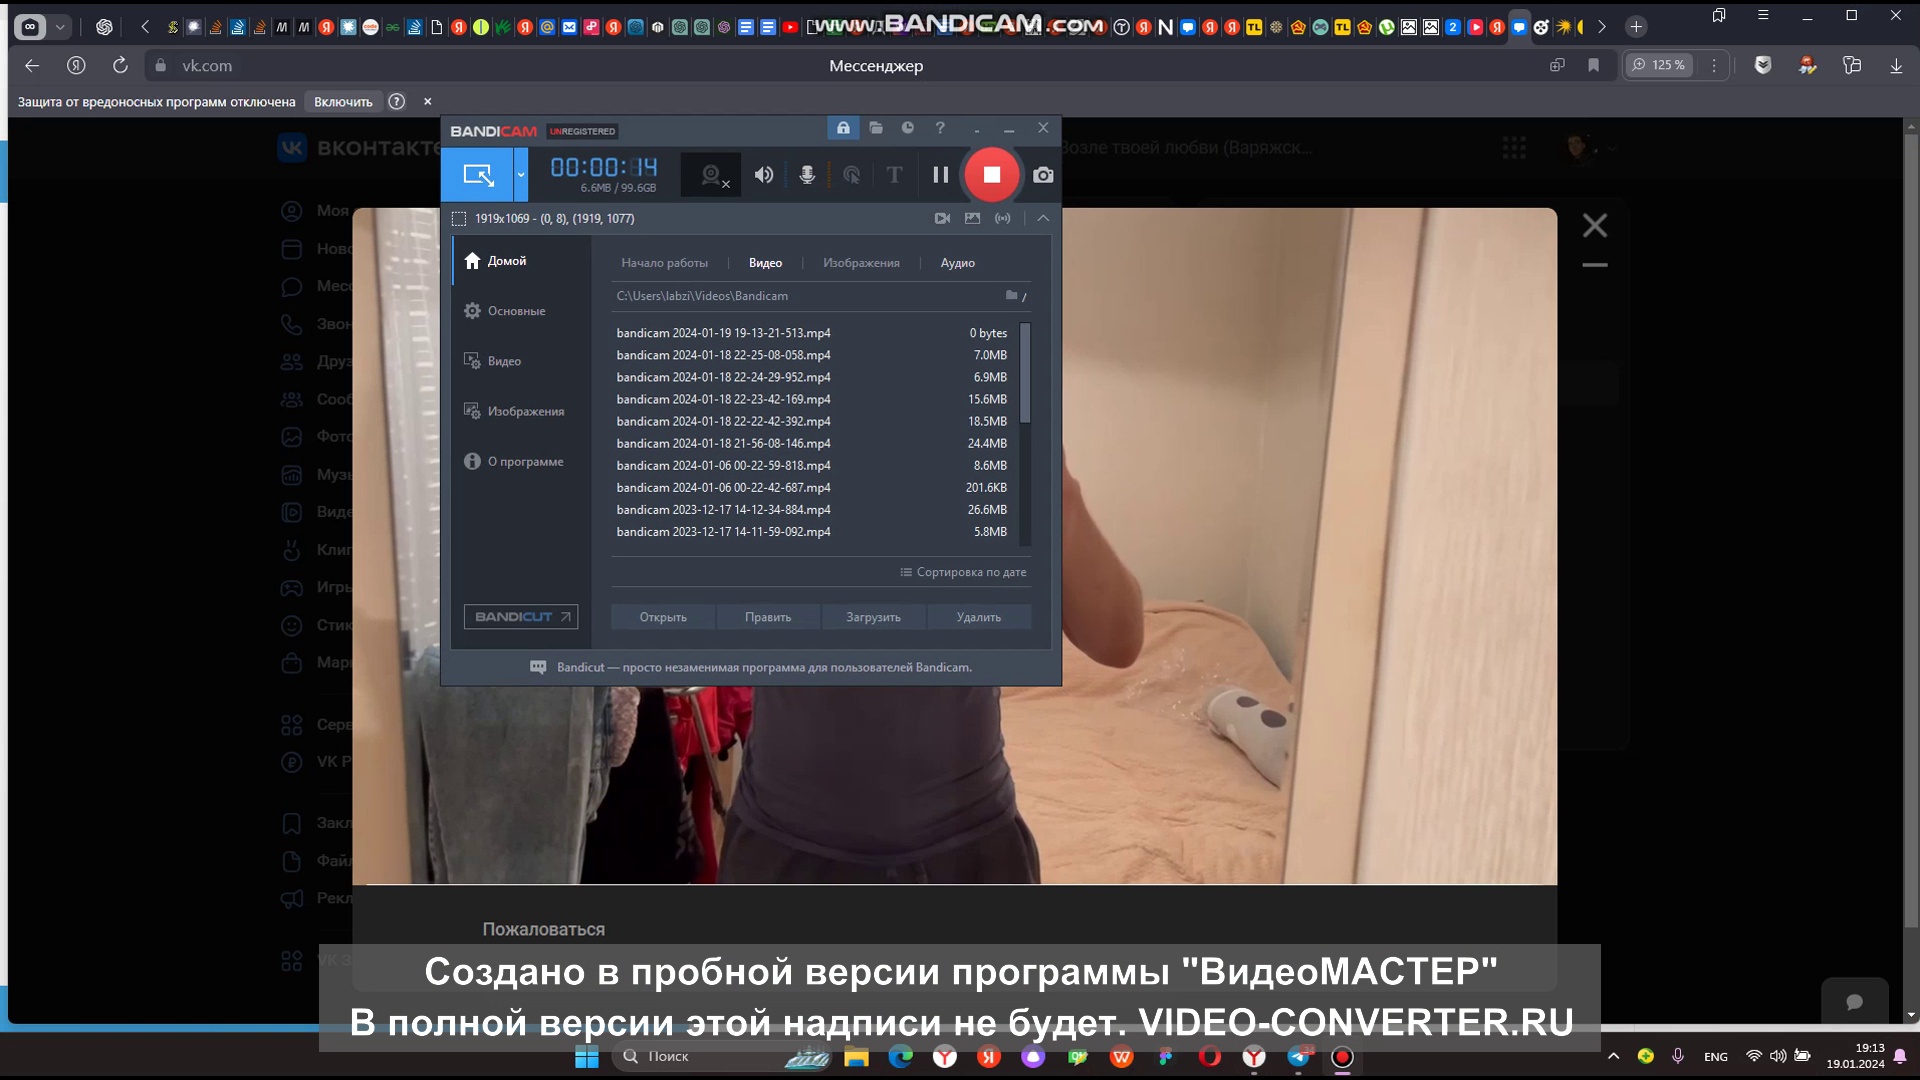 www.BANDICAM.com
vk.com
Мессенджер
125 %
Защита от вредоносных программ отключена
Включить
вконтакте
возле твоей любви (Варяжск...
BANDICAM UNREGISTERED
00:00:14
6.6MB / 99.6GB
1919x1069 - (0, 8), (1919, 1077)
Домой
Основные
Видео
Изображения
О программе
BANDICUT
Начало работы
Видео
Изображения
Аудио
C:\Users\labzi\Videos\Bandicam
bandicam 2024-01-19 19-13-21-513.mp4 0 bytes
bandicam 2024-01-18 22-25-08-058.mp4 7.0MB
bandicam 2024-01-18 22-24-29-952.mp4 6.9MB
bandicam 2024-01-18 22-23-42-169.mp4 15.6MB
bandicam 2024-01-18 22-22-42-392.mp4 18.5MB
bandicam 2024-01-18 21-56-08-146.mp4 24.4MB
bandicam 2024-01-06 00-22-59-818.mp4 8.6MB
bandicam 2024-01-06 00-22-42-687.mp4 201.6KB
bandicam 2023-12-17 14-12-34-884.mp4 26.6MB
bandicam 2023-12-17 14-11-59-092.mp4 5.8MB
Сортировка по дате
Открыть Править Загрузить Удалить
Bandicut — просто незаменимая программа для пользователей Bandicam.
Моя
Ново
Месс
Звон
Друз
Сооб
Фото
Музы
Виде
Клип
Игры
Стик
Мар
Серв
VK P
Закл
Файл
Рекл
Пожаловаться
Создано в пробной версии программы "ВидеоМАСТЕР"
В полной версии этой надписи не будет. VIDEO-CONVERTER.RU
Поиск
ENG
19:13
19.01.2024